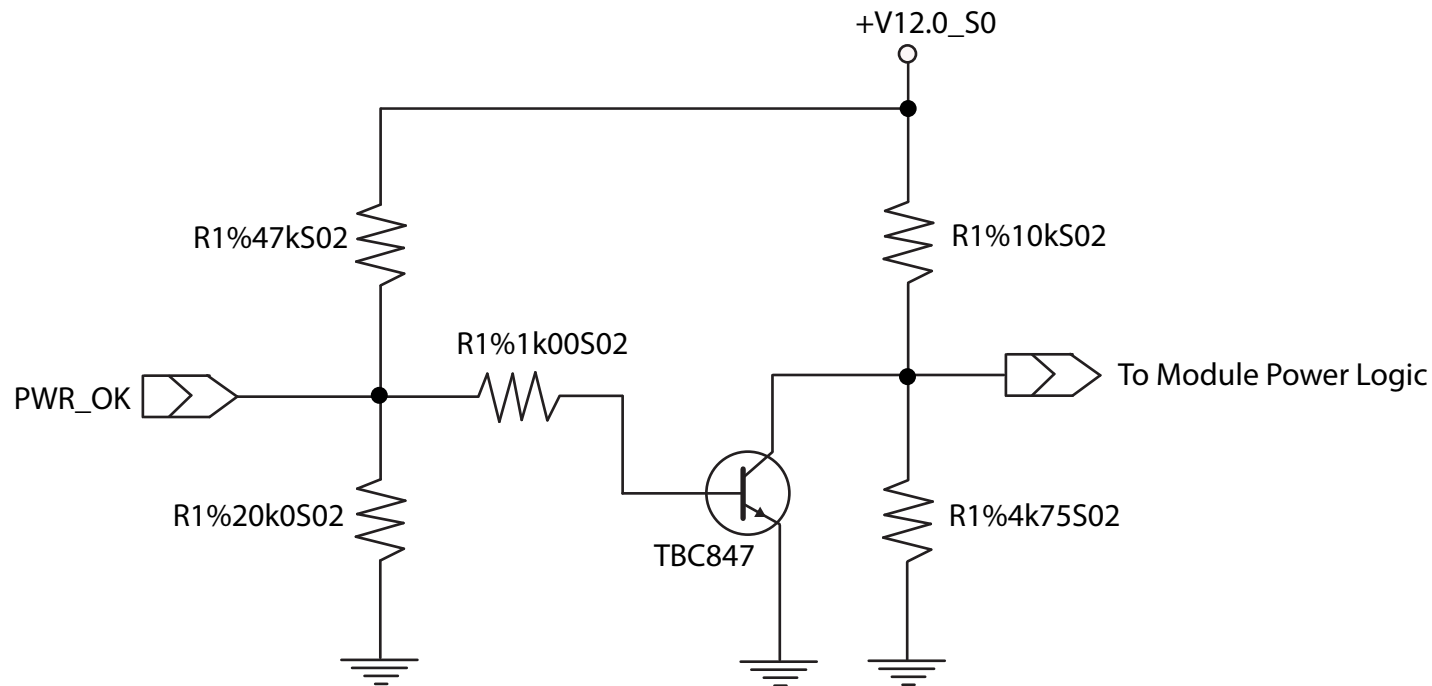 +V12.0_S0
R1%47kS02
R1%10kS02
R1%1k00S02
PWR_OK
To Module Power Logic
R1%20k0S02
R1%4k75S02
TBC847